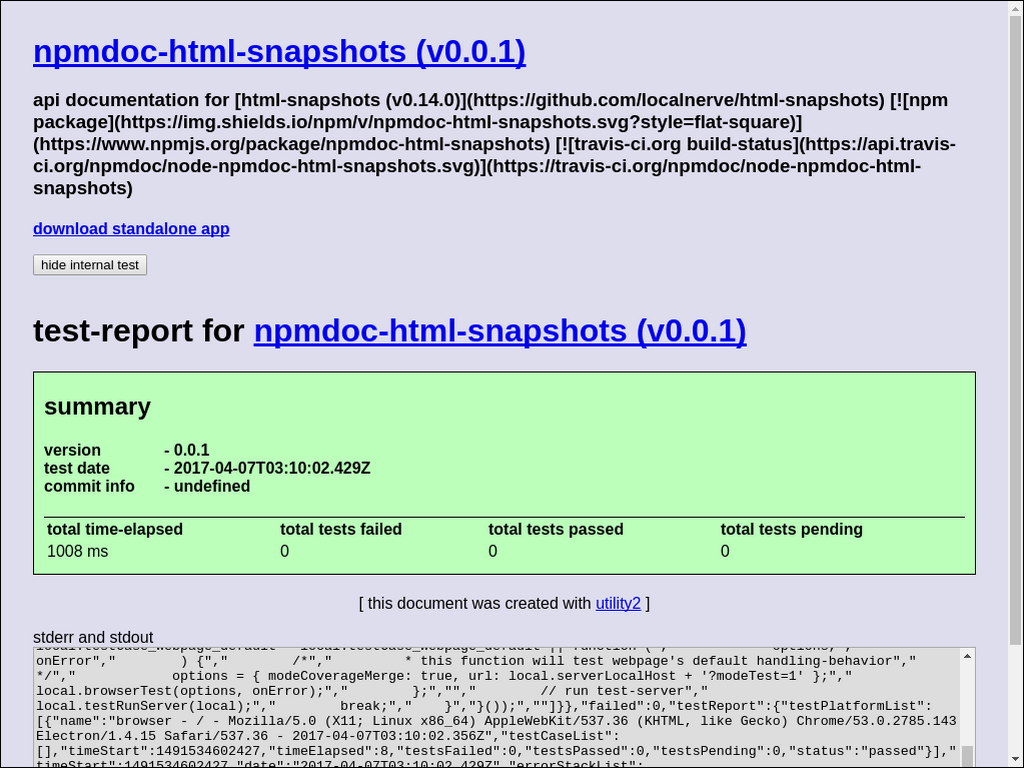 npmdoc-html-snapshots (v0.0.1)
api documentation for [html-snapshots (v0.14.0)](https://github.com/localnerve/html-snapshots) [![npm
package](https://img.shields.io/npm/v/npmdoc-html-snapshots.svg?style=flat-square)]
(https://www.npmjs.org/package/npmdoc-html-snapshots) [![travis-ci.org build-status](https://api.travis-
ci.org/npmdoc/node-npmdoc-html-snapshots.svg)](https://travis-ci.org/npmdoc/node-npmdoc-html-
snapshots)
download standalone app
hide internal test
test-report for npmdoc-html-snapshots (v0.0.1)
summary
version - 0.0.1
test date - 2017-04-07T03:10:02.429Z
commit info - undefined
total time-elapsed total tests failed total tests passed total tests pending
1008 ms 0 0 0
[ this document was created with utility2 ]
stderr and stdout
onError","        ) {","        /*","         * this function will test webpage's default handling-behavior","
*/","         options = { modeCoverageMerge: true, url: local.serverLocalHost + '?modeTest=1' };","
local.browserTest(options, onError);","        };","","        // run test-server","
local.testRunServer(local);","        break;","    }","}());",""]}},"failed":0,"testReport":{"testPlatformList":
[{"name":"browser - / - Mozilla/5.0 (X11; Linux x86_64) AppleWebKit/537.36 (KHTML, like Gecko) Chrome/53.0.2785.143
Electron/1.4.15 Safari/537.36 - 2017-04-07T03:10:02.356Z","testCaseList":
[],"timeStart":1491534602427,"timeElapsed":8,"testsFailed":0,"testsPassed":0,"testsPending":0,"status":"passed"}],"
timeStart":1491534602427,"date":"2017-04-07T03:10:02.429Z","errorStackList":